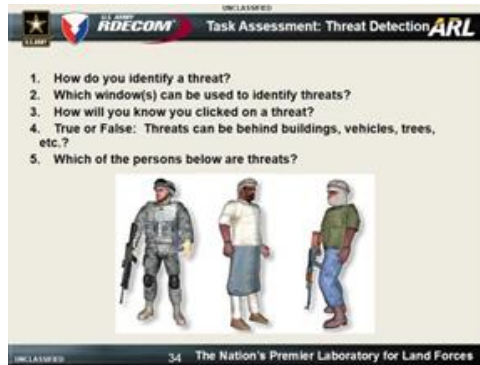 UNCLASSIFIED
U.S. ARMY
RDECOM
Task Assessment: Threat Detection
ARL
U.S.ARMY
1. How do you identify a threat?
2. Which window(s) can be used to identify threats?
3. How will you know you clicked on a threat?
4. True or False: Threats can be behind buildings, vehicles, trees,
etc.?
5. Which of the persons below are threats?
UNCLASSIFIED
34
The Nation's Premier Laboratory for Land Forces